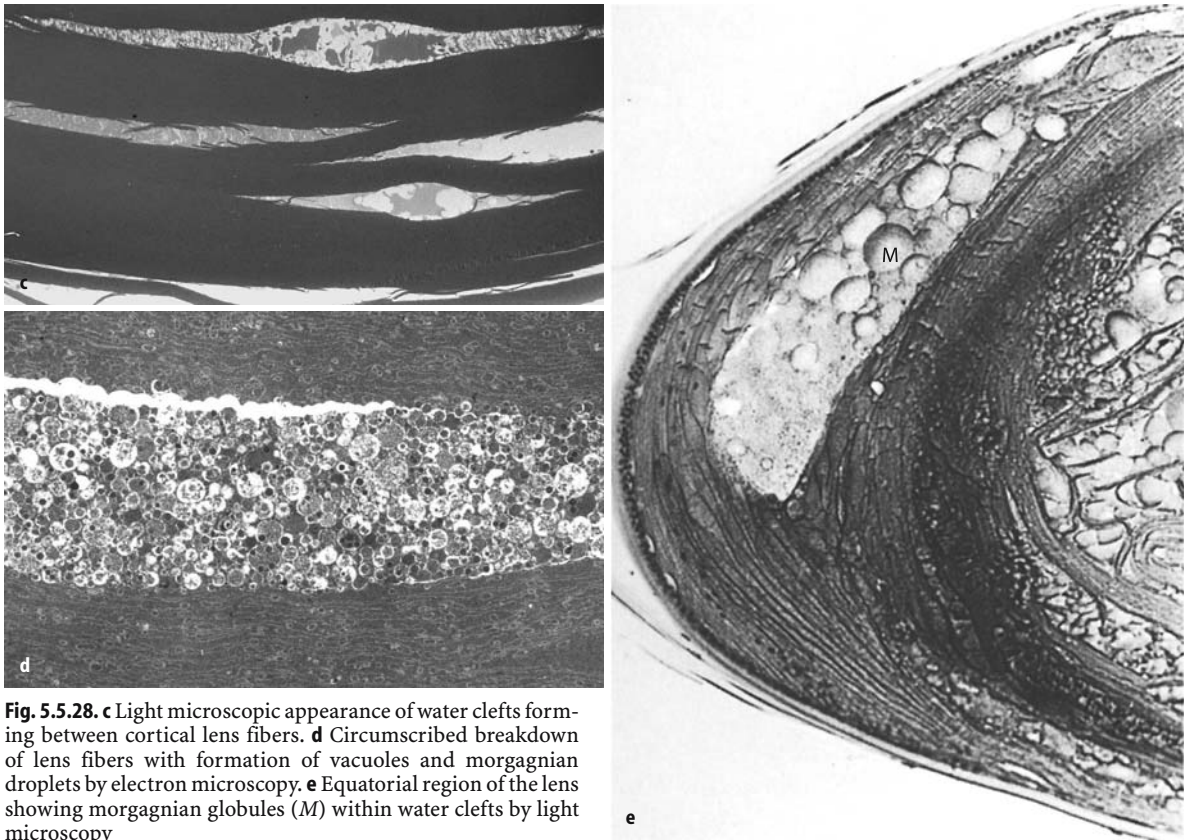 c
M
d
Fig. 5.5.28. c Light microscopic appearance of water clefts form-
ing between cortical lens fibers. d Circumscribed breakdown
of lens fibers with formation of vacuoles and morgagnian
droplets by electron microscopy. e Equatorial region of the lens
showing morgagnian globules (M) within water clefts by light
microscopy
e